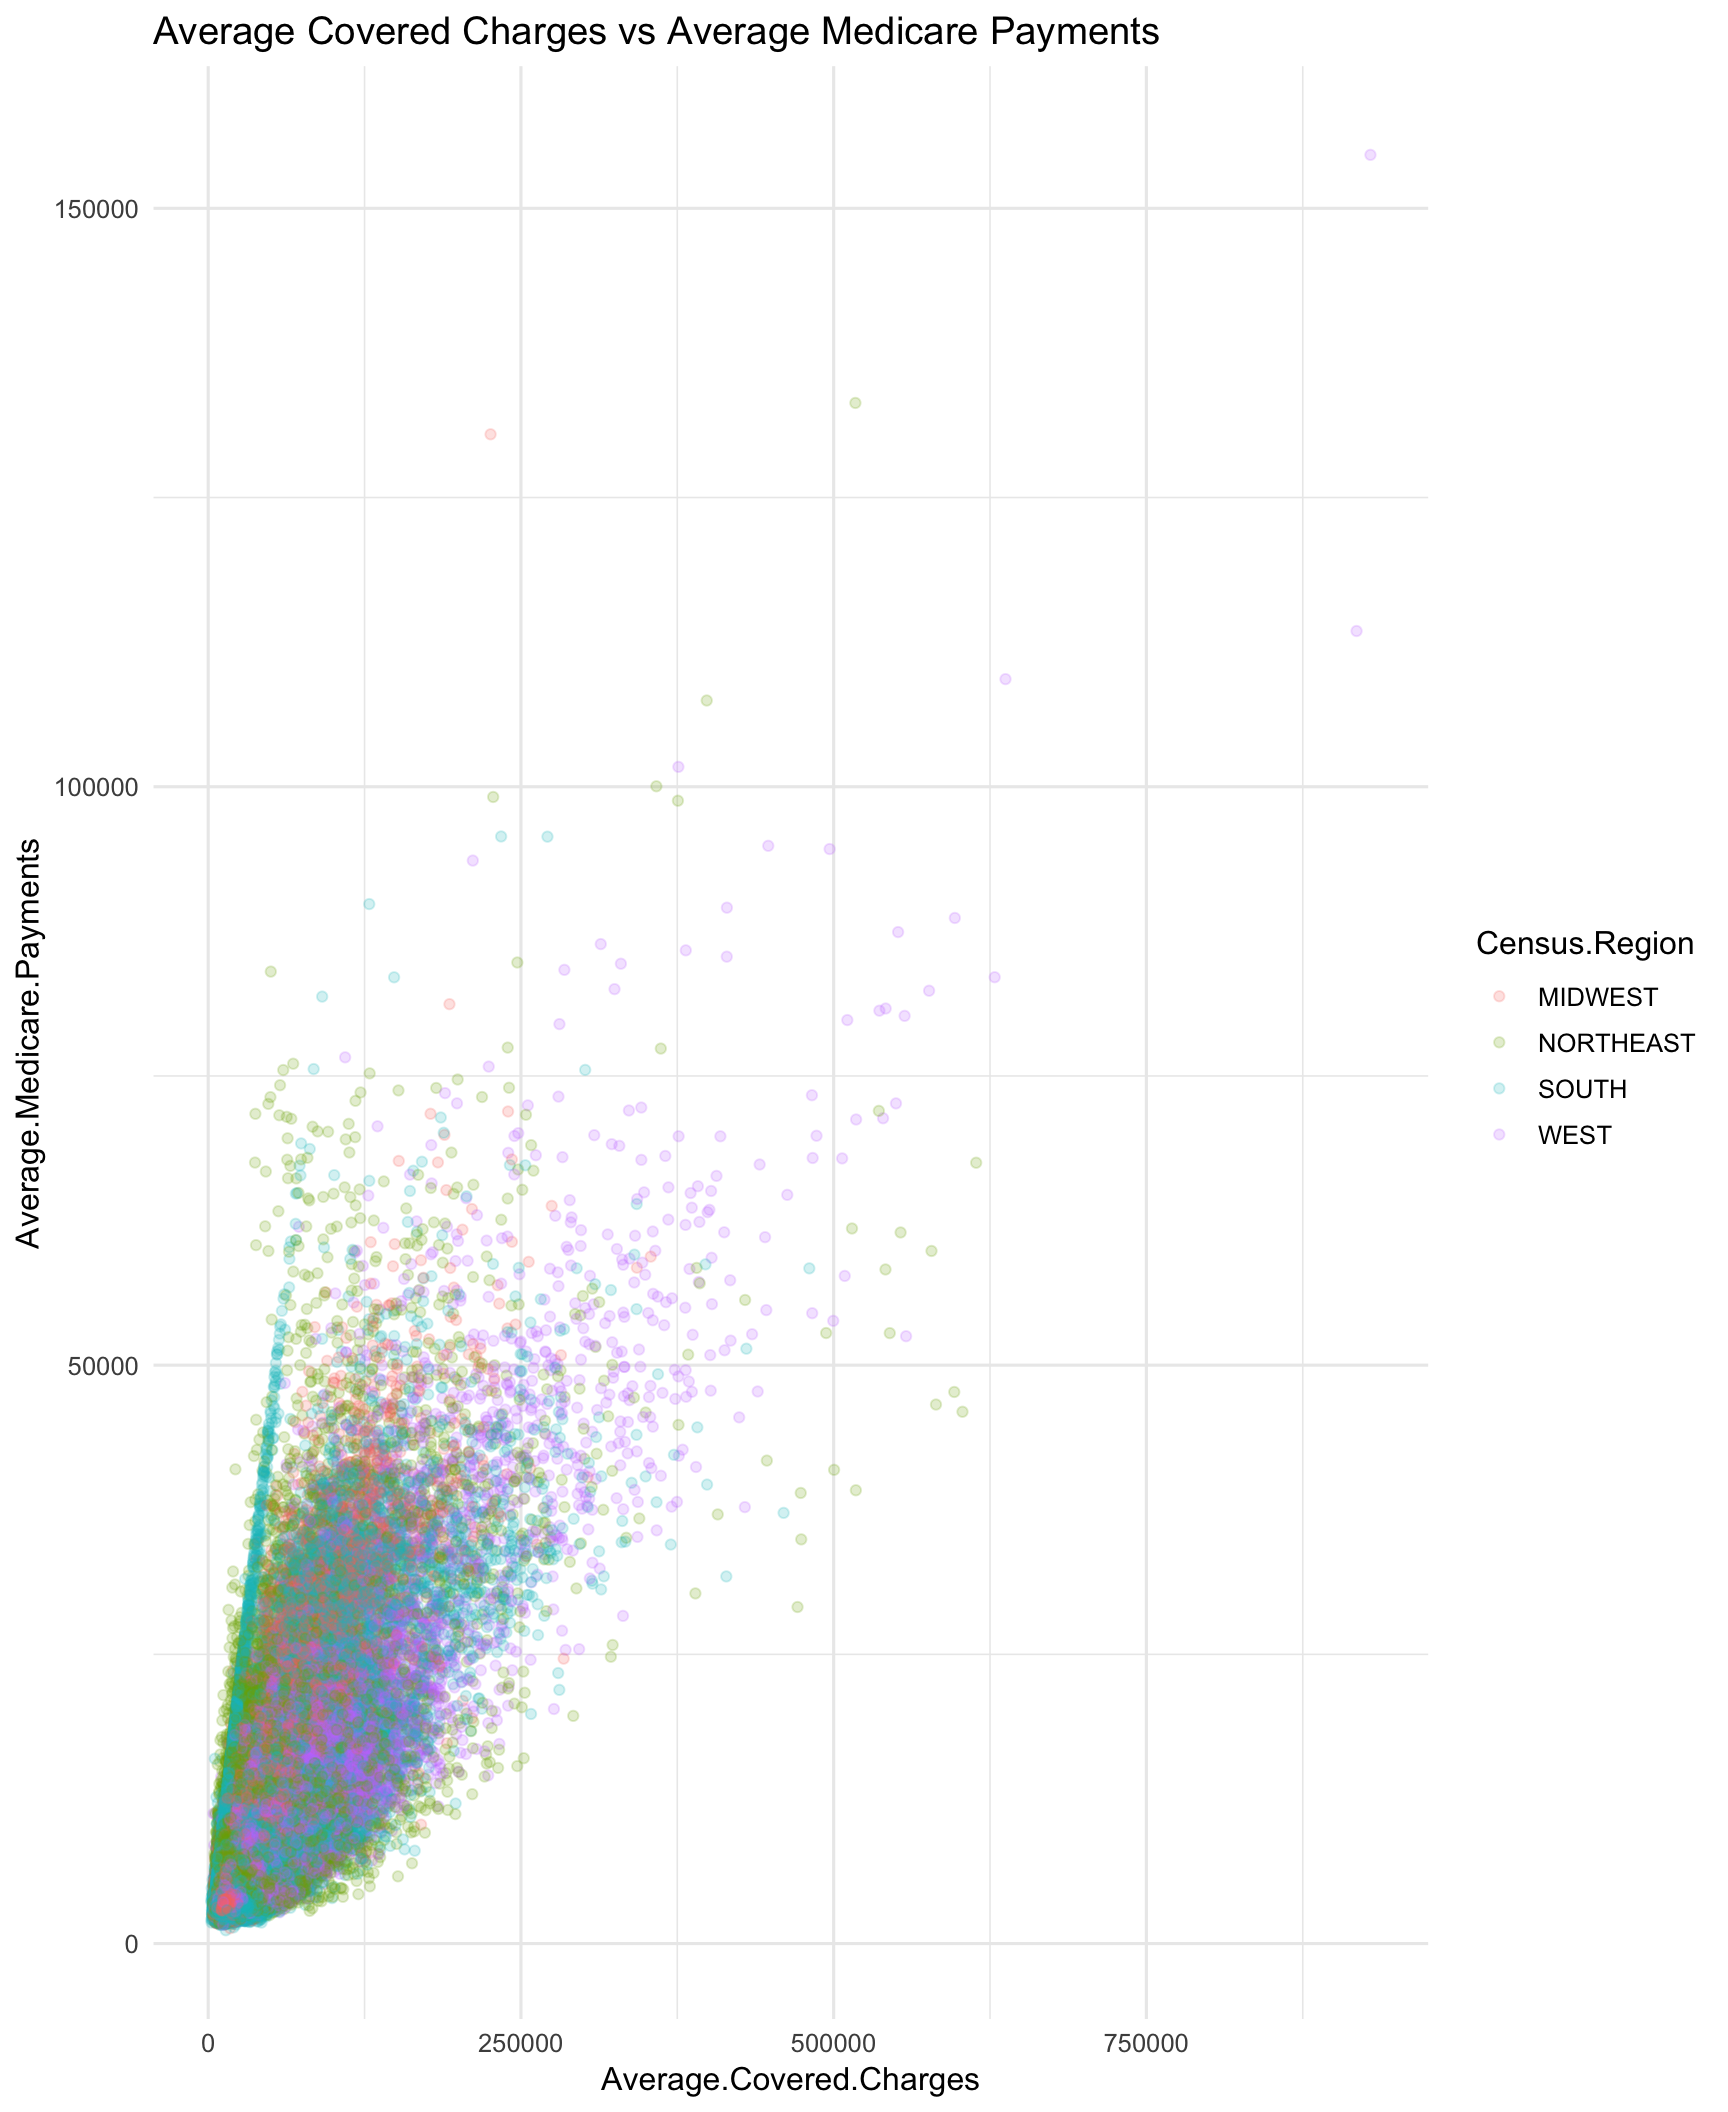 Average Covered Charges vs Average Medicare Payments
150000
100000
50000
0
Average.Medicare.Payments
0 250000 500000 750000
Average.Covered.Charges
Census.Region
MIDWEST
NORTHEAST
SOUTH
WEST